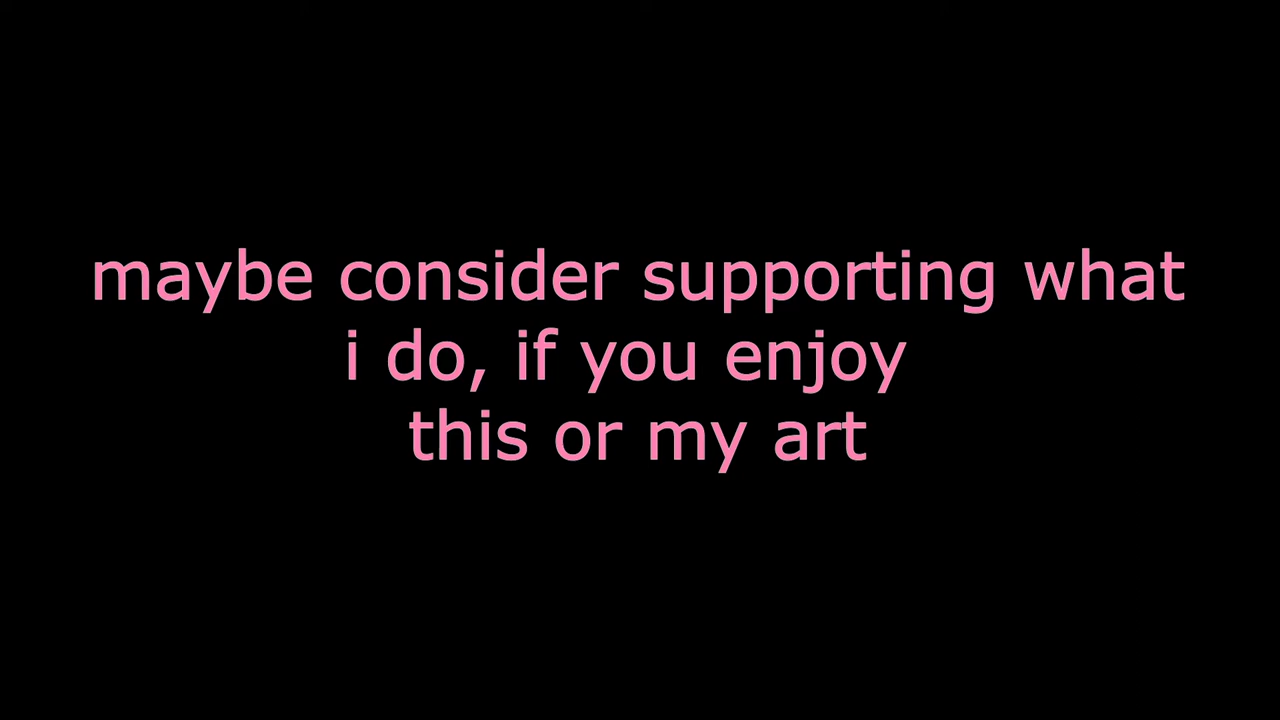 maybe consider supporting what
i do, if you enjoy
this or my art